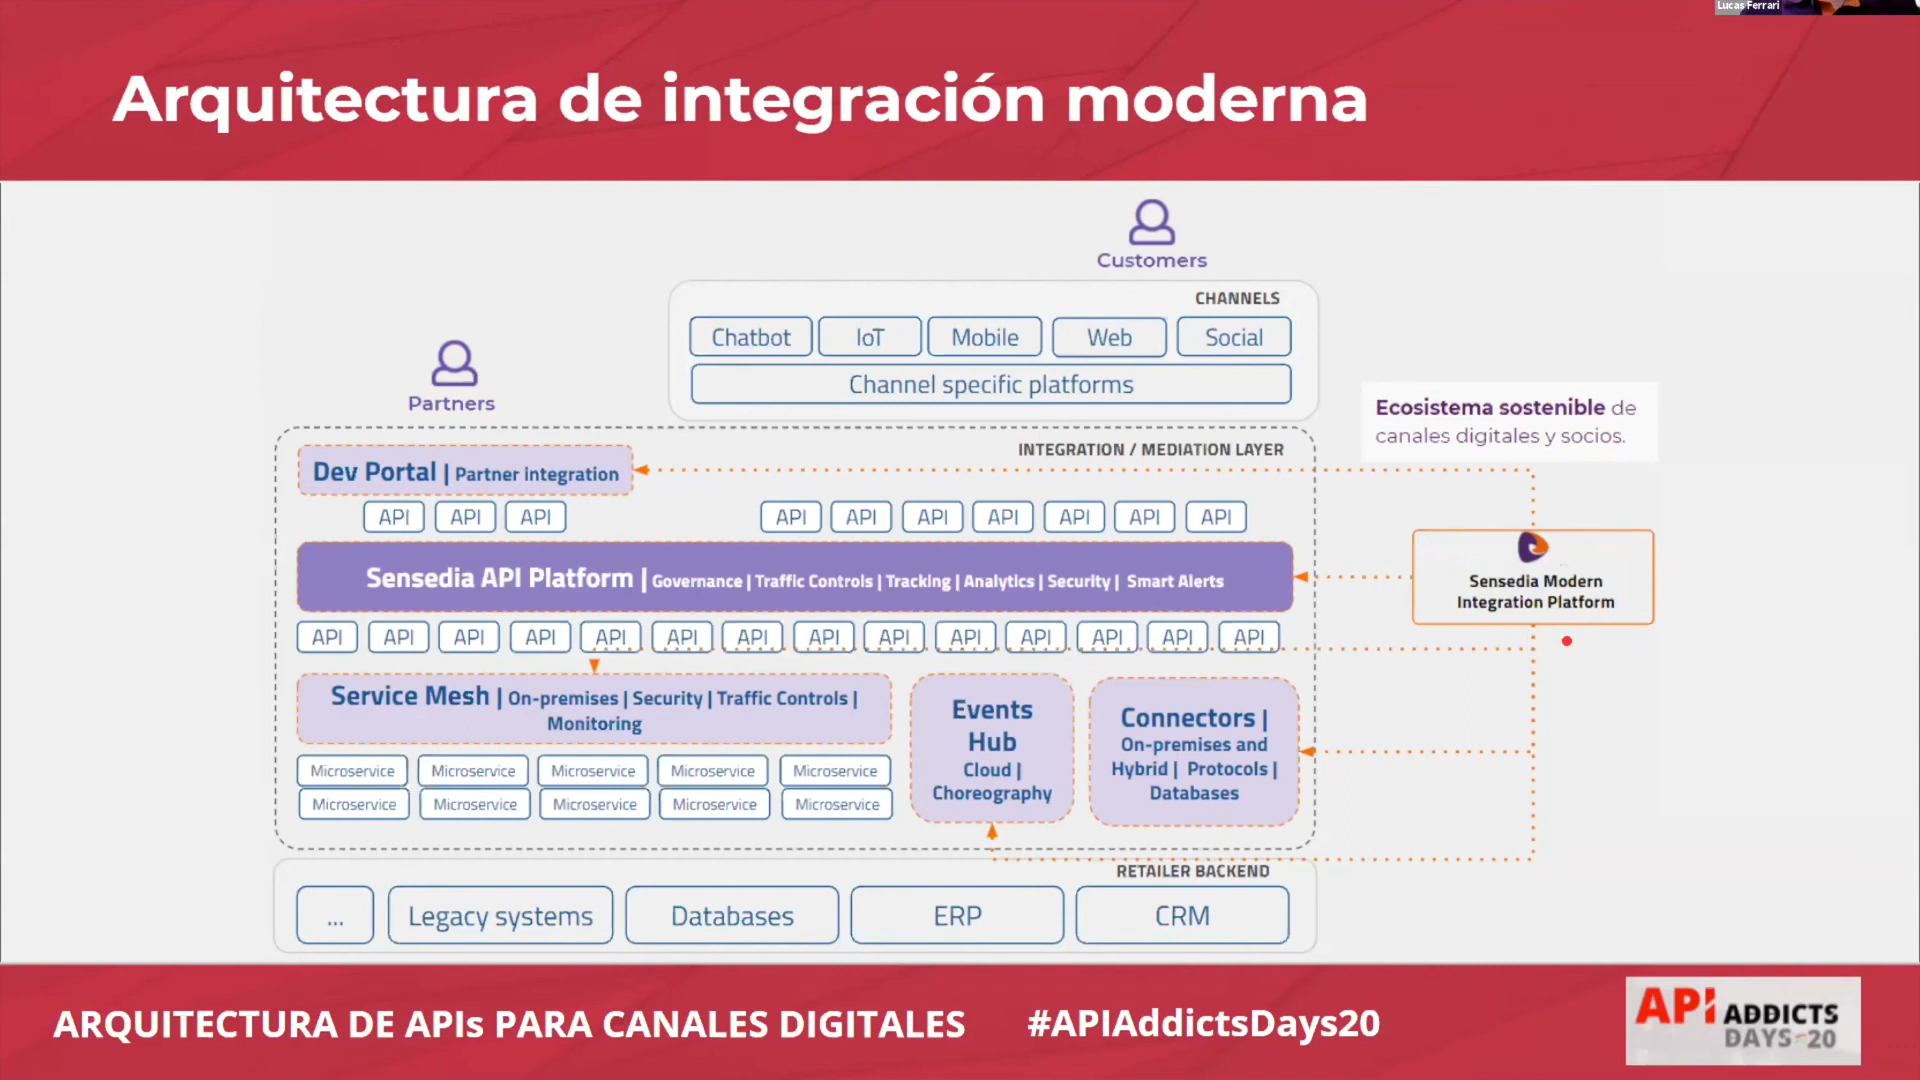 Lucas Ferrari
Arquitectura de integración moderna
Customers
CHANNELS
Chatbot
IoT
Mobile
Web
Social
Channel specific platforms
Partners
Ecosistema sostenible de
canales digitales y socios.
INTEGRATION / MEDIATION LAYER
Dev Portal | Partner integration
API
API
API
API
API
API
API
API
API
API
Sensedia API Platform | Governance | Traffic Controls | Tracking | Analytics | Security | Smart Alerts
Sensedia Modern
Integration Platform
API
API
API
API
API
API
API
API
API
API
API
API
API
API
Service Mesh | On-premises | Security | Traffic Controls |
Monitoring
Events
Hub
Cloud |
Choreography
Connectors |
On-premises and
Hybrid | Protocols |
Databases
Microservice
Microservice
Microservice
Microservice
Microservice
Microservice
Microservice
Microservice
Microservice
Microservice
RETAILER BACKEND
...
Legacy systems
Databases
ERP
CRM
ARQUITECTURA DE APIs PARA CANALES DIGITALES
#APIAddictsDays20
API ADDICTS
DAYS-20